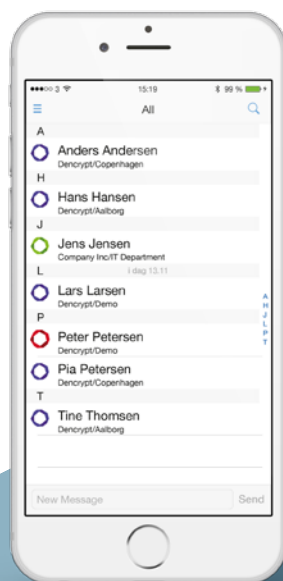 3 15:19 99 %
All
A
Anders Andersen
Dencrypt/Copenhagen
H
Hans Hansen
Dencrypt/Aalborg
J
Jens Jensen
Company Inc/IT Department
L i dag 13.11
Lars Larsen
Dencrypt/Demo
P
Peter Petersen
Dencrypt/Demo
Pia Petersen
Dencrypt/Copenhagen
T
Tine Thomsen
Dencrypt/Aalborg
A
H
J
L
P
T
New Message Send